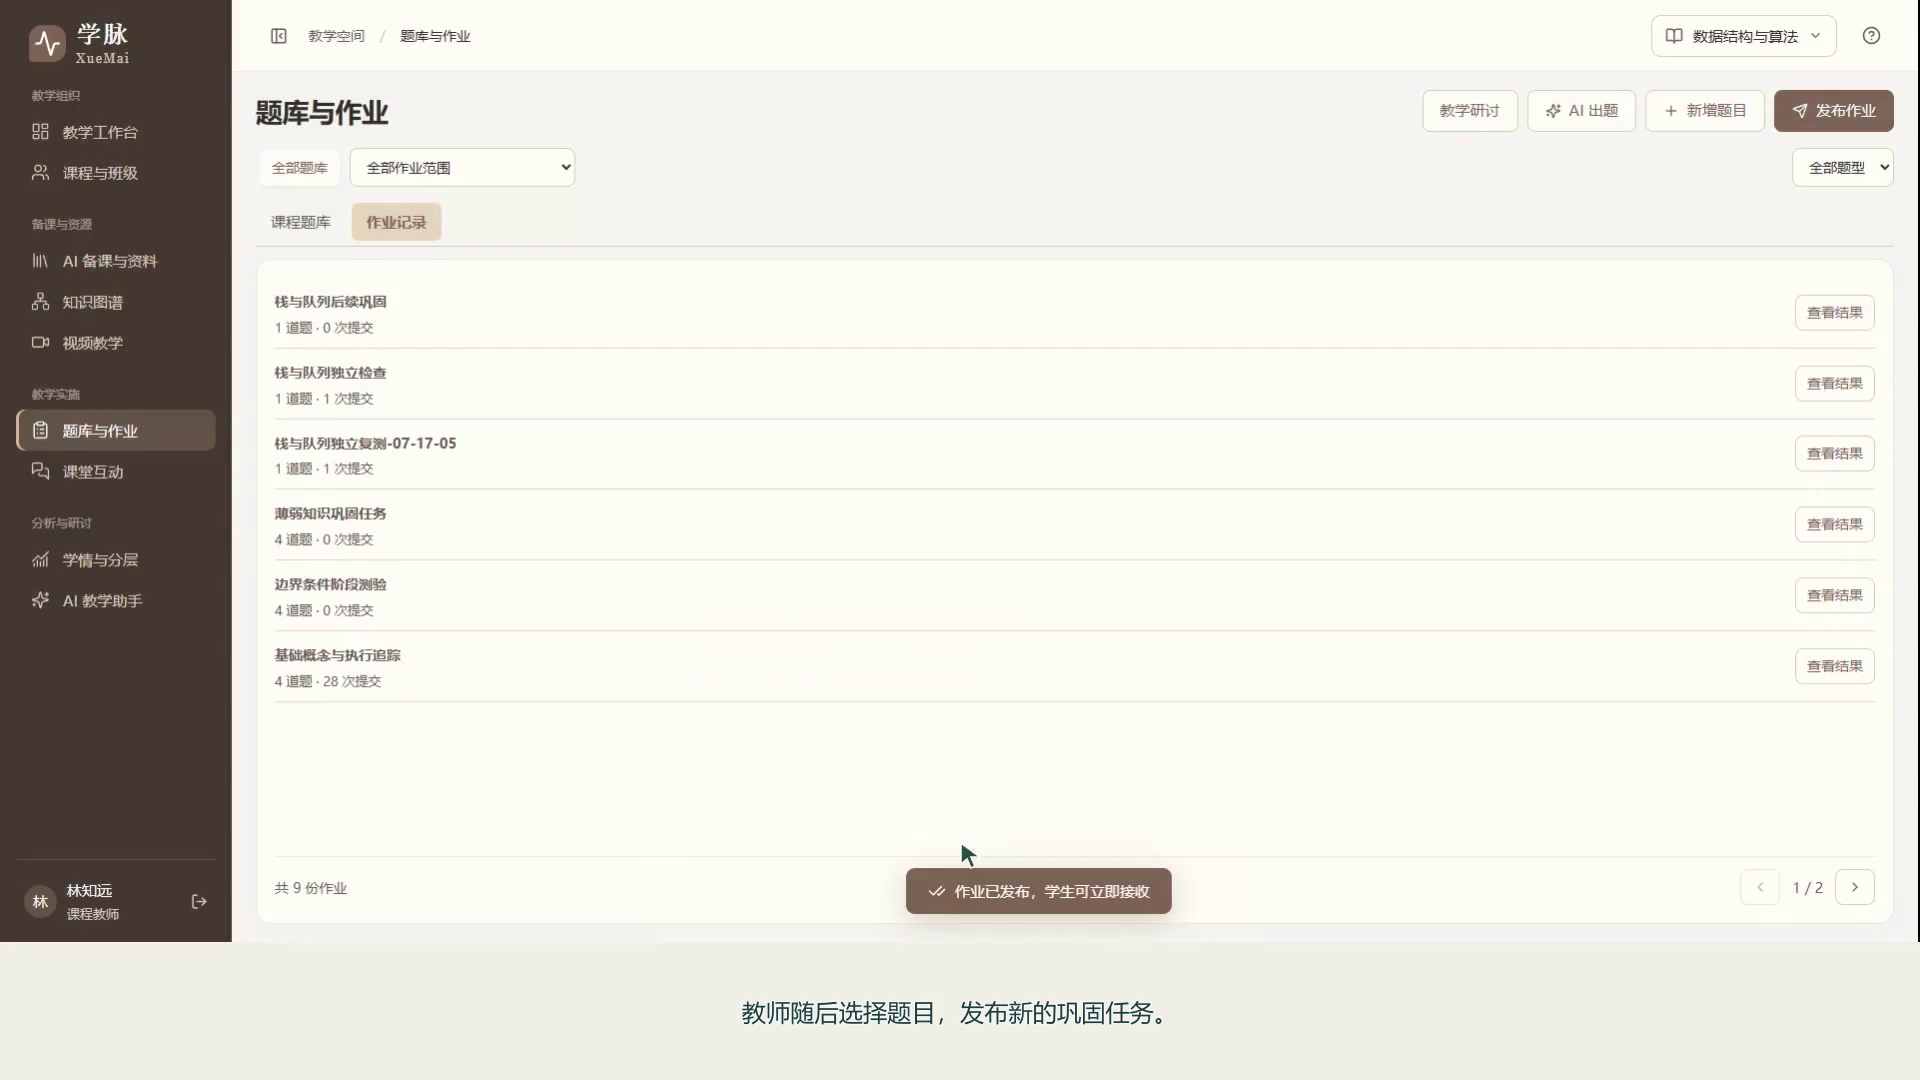 学脉
XueMai
教学组织
教学工作台
课程与班级
备课与资源
AI 备课与资料
知识图谱
视频教学
教学实施
题库与作业
课堂互动
分析与研讨
学情与分层
AI 教学助手
林
林知远
课程教师
教学空间 / 题库与作业
数据结构与算法
题库与作业
教学研讨
AI 出题
新增题目
发布作业
全部题库
全部作业范围
全部题型
课程题库
作业记录
栈与队列后续巩固
1 道题 · 0 次提交
查看结果
栈与队列独立检查
1 道题 · 1 次提交
查看结果
栈与队列独立复测-07-17-05
1 道题 · 1 次提交
查看结果
薄弱知识巩固任务
4 道题 · 0 次提交
查看结果
边界条件阶段测验
4 道题 · 0 次提交
查看结果
基础概念与执行追踪
4 道题 · 28 次提交
查看结果
共 9 份作业
作业已发布，学生可立即接收
1 / 2
教师随后选择题目，发布新的巩固任务。